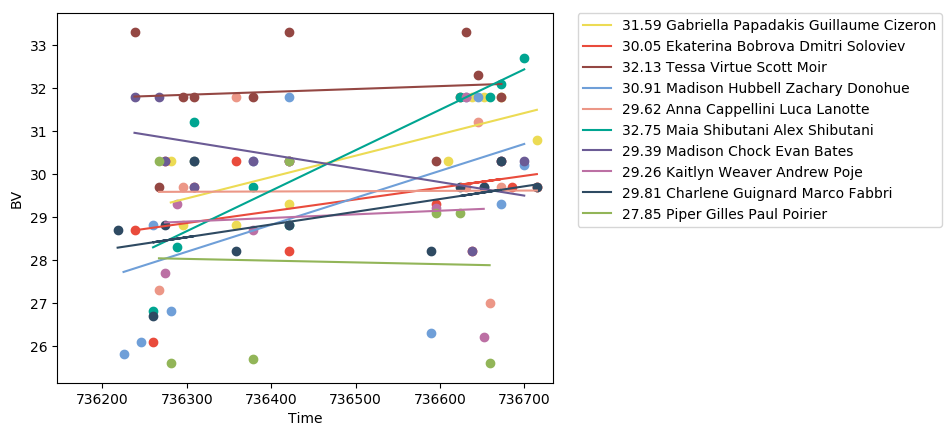 33
32
31
30
29
28
27
26
BV
736200 736300 736400 736500 736600 736700
Time
31.59 Gabriella Papadakis Guillaume Cizeron
30.05 Ekaterina Bobrova Dmitri Soloviev
32.13 Tessa Virtue Scott Moir
30.91 Madison Hubbell Zachary Donohue
29.62 Anna Cappellini Luca Lanotte
32.75 Maia Shibutani Alex Shibutani
29.39 Madison Chock Evan Bates
29.26 Kaitlyn Weaver Andrew Poje
29.81 Charlene Guignard Marco Fabbri
27.85 Piper Gilles Paul Poirier